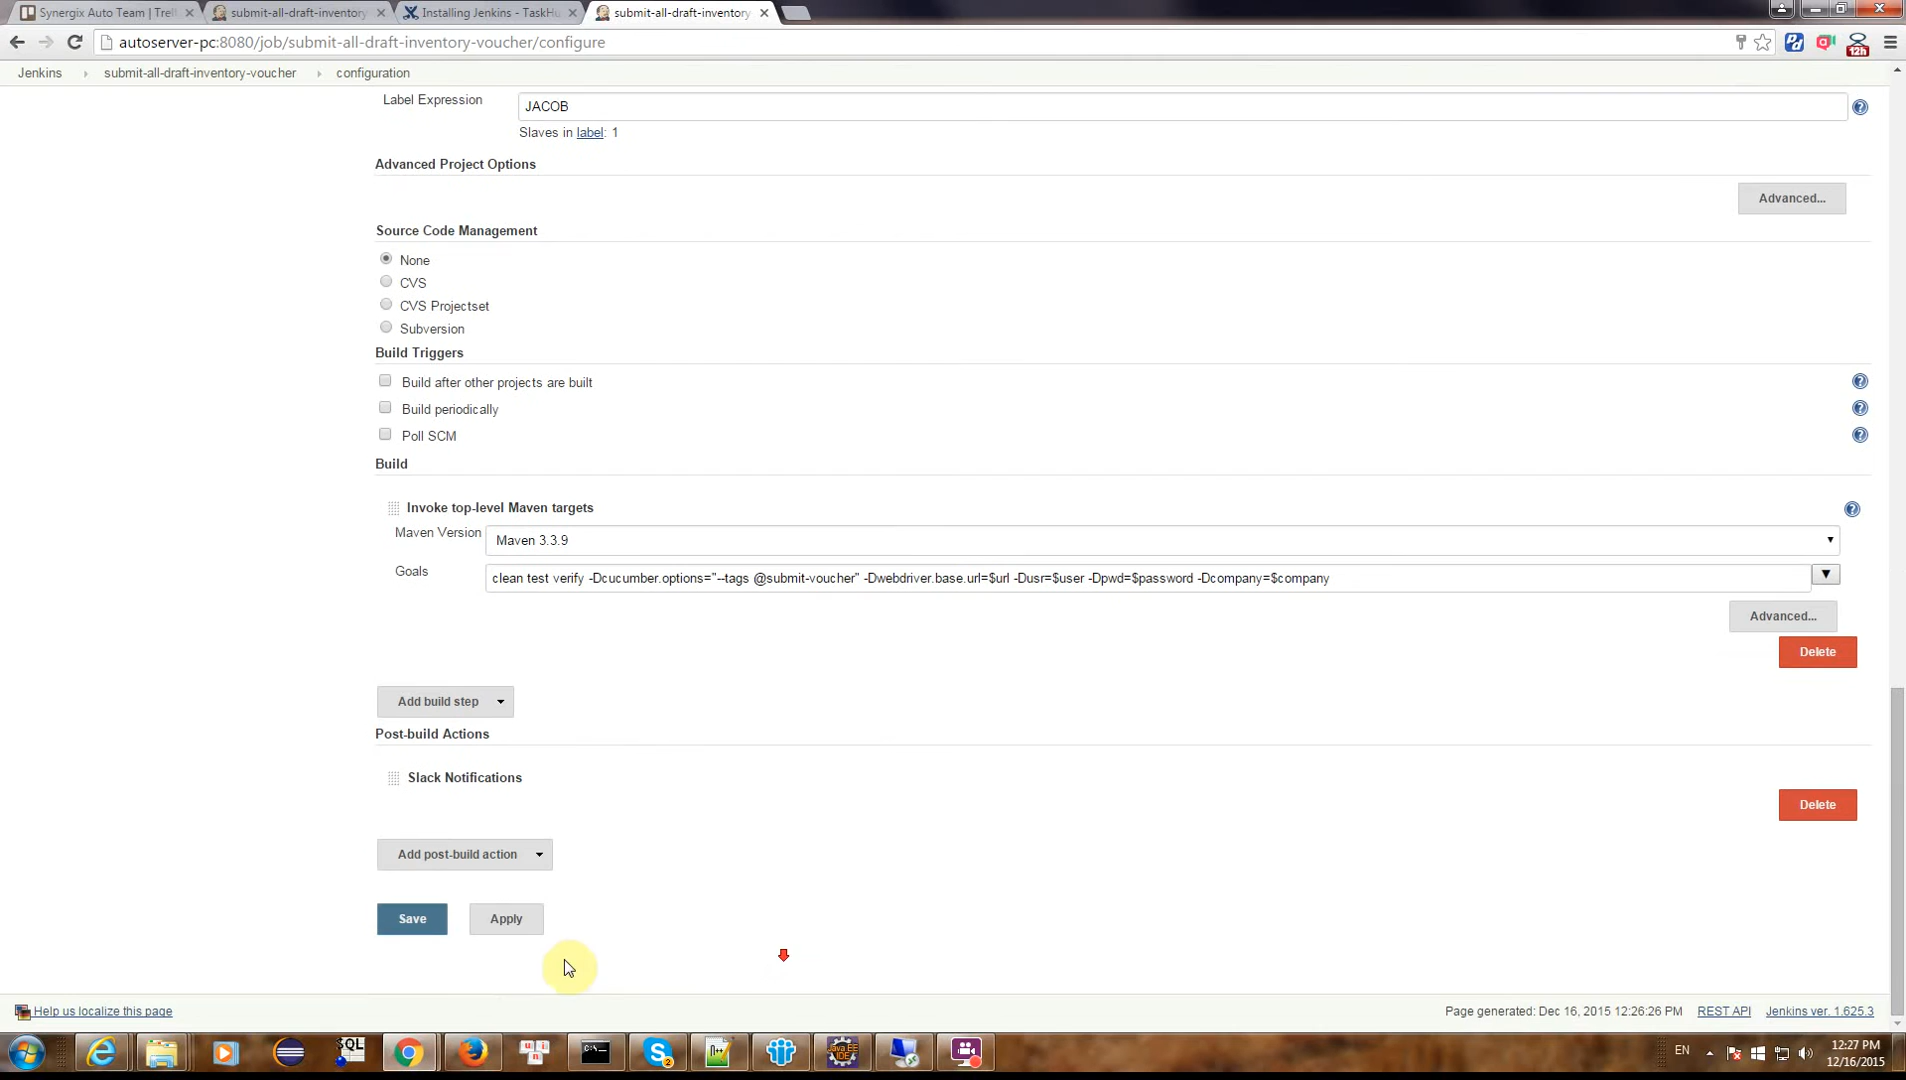 Synergix Auto Team | Trell
submit-all-draft-inventory
Installing Jenkins - TaskHu
submit-all-draft-inventory
autoserver-pc:8080/job/submit-all-draft-inventory-voucher/configure
Pd
12h
Jenkins submit-all-draft-inventory-voucher configuration
Label Expression JACOB
Slaves in label: 1
Advanced Project Options
Advanced...
Source Code Management
None
CVS
CVS Projectset
Subversion
Build Triggers
Build after other projects are built
Build periodically
Poll SCM
Build
Invoke top-level Maven targets
Maven Version Maven 3.3.9
Goals clean test verify -Dcucumber.options="--tags @submit-voucher" -Dwebdriver.base.url=$url -Dusr=$user -Dpwd=$password -Dcompany=$company
Advanced...
Delete
Add build step
Post-build Actions
Slack Notifications
Delete
Add post-build action
Save Apply
Help us localize this page Page generated: Dec 16, 2015 12:26:26 PM REST API Jenkins ver. 1.625.3
SQL
C:\
2
N++
Java EE
IDE
EN
12:27 PM
12/16/2015